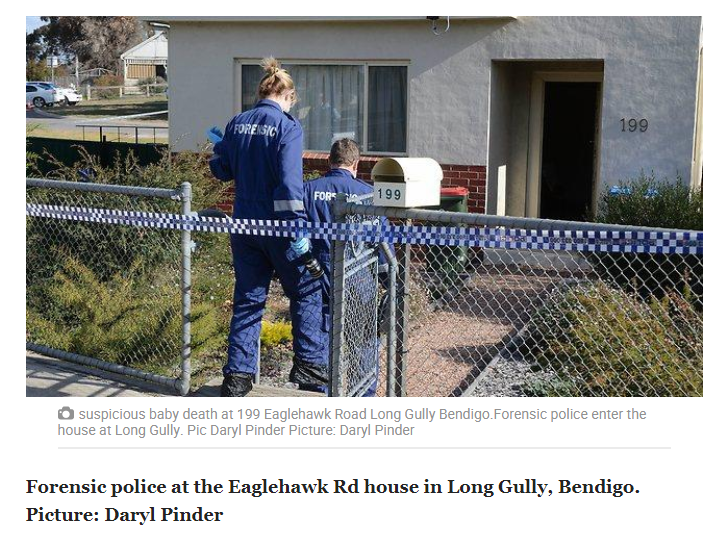 FORENSIC
199
199
suspicious baby death at 199 Eaglehawk Road Long Gully Bendigo.Forensic police enter the
house at Long Gully. Pic Daryl Pinder Picture: Daryl Pinder
Forensic police at the Eaglehawk Rd house in Long Gully, Bendigo.
Picture: Daryl Pinder